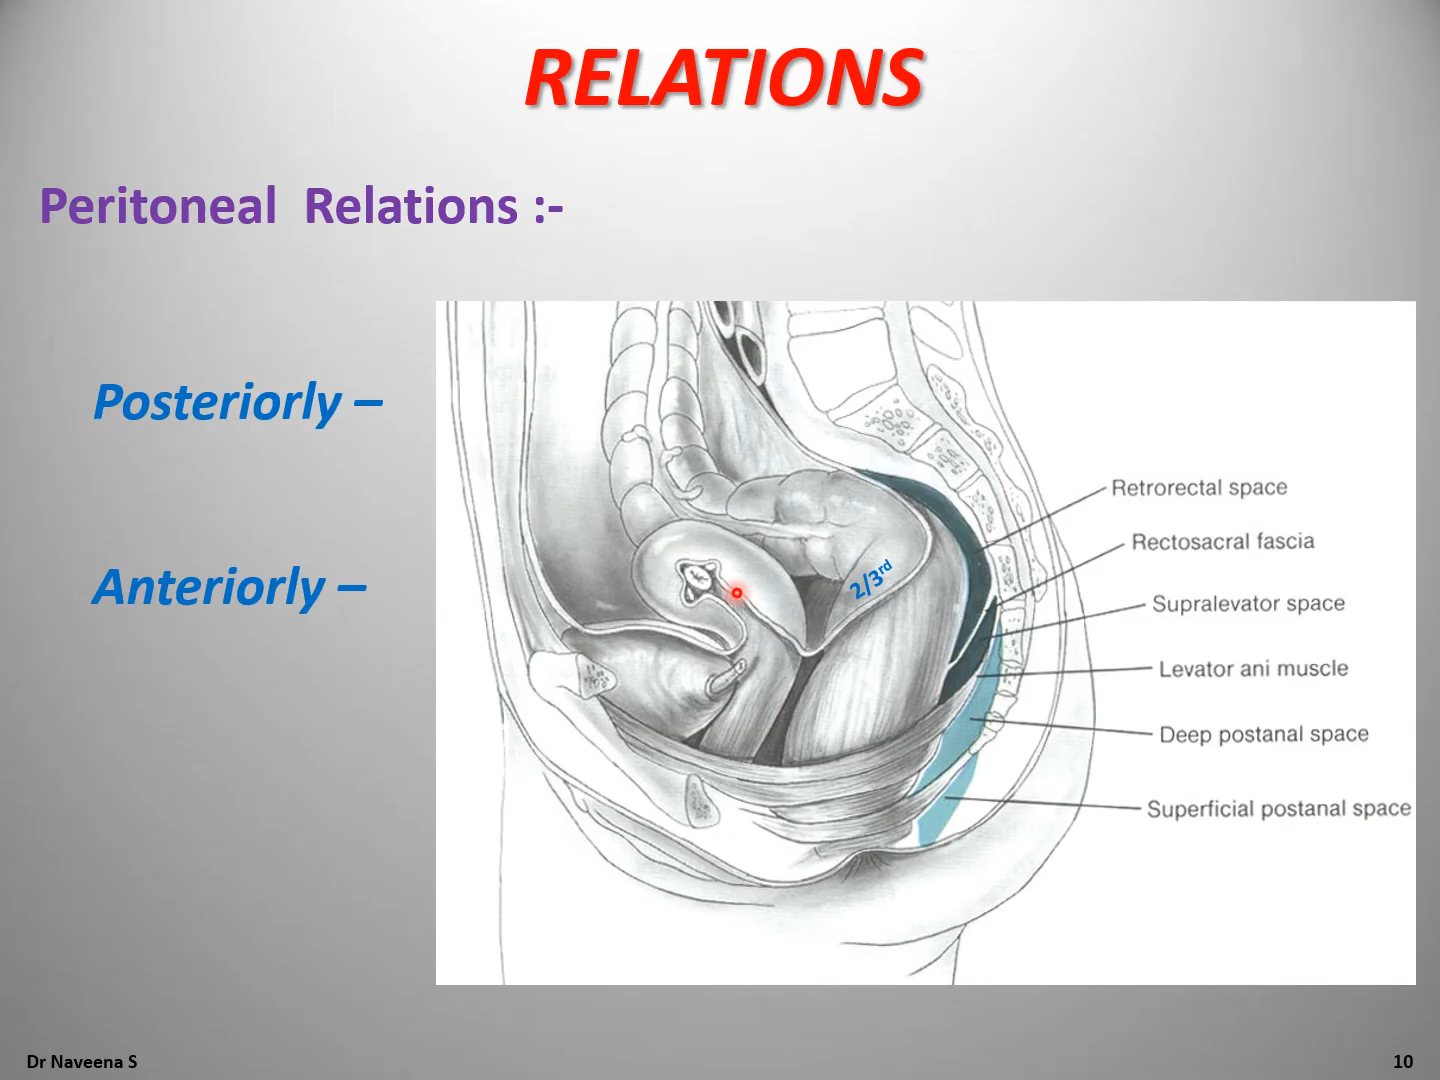 RELATIONS
Peritoneal Relations :-
Posteriorly –
Anteriorly –
2/3rd
Retrorectal space
Rectosacral fascia
Supralevator space
Levator ani muscle
Deep postanal space
Superficial postanal space
Dr Naveena S
10